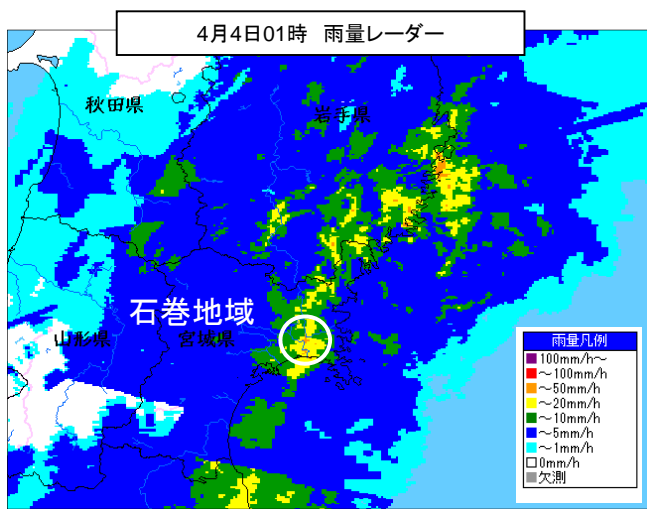 4月4日01時 雨量レーダー
秋田県
岩手県
石巻地域
山形県
宮城県
雨量凡例
100mm/h～
～100mm/h
～50mm/h
～20mm/h
～10mm/h
～5mm/h
～1mm/h
0mm/h
欠測